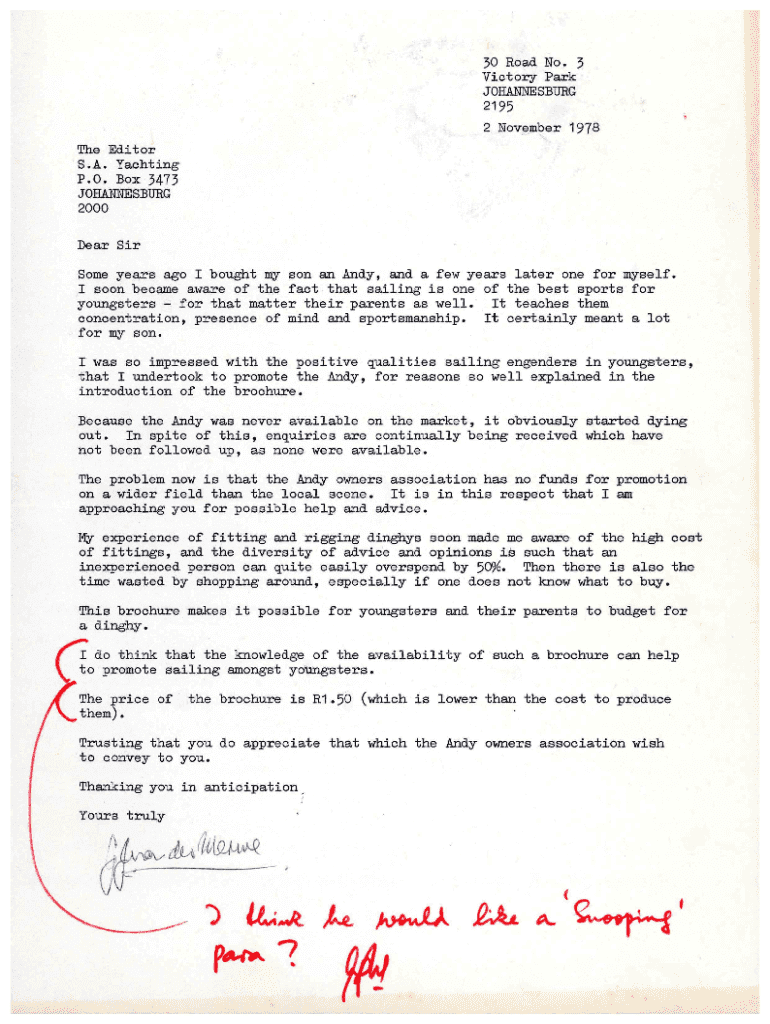 30 Road No. 3
Victory Park
JOHANNESBURG
2195
2 November 1978
The Editor
S.A. Yachting
P.O. Box 3473
JOHANNESBURG
2000
Dear Sir
Some years ago I bought my son an Andy, and a few years later one for myself.
I soon became aware of the fact that sailing is one of the best sports for
youngsters - for that matter their parents as well. It teaches them
concentration, presence of mind and sportsmanship. It certainly meant a lot
for my son.
I was so impressed with the positive qualities sailing engenders in youngsters,
that I undertook to promote the Andy, for reasons so well explained in the
introduction of the brochure.
Because the Andy was never available on the market, it obviously started dying
out. In spite of this, enquiries are continually being received which have
not been followed up, as none were available.
The problem now is that the Andy owners association has no funds for promotion
on a wider field than the local scene. It is in this respect that I am
approaching you for possible help and advice.
My experience of fitting and rigging dinghys soon made me aware of the high cost
of fittings, and the diversity of advice and opinions is such that an
inexperienced person can quite easily overspend by 50%. Then there is also the
time wasted by shopping around, especially if one does not know what to buy.
This brochure makes it possible for youngsters and their parents to budget for
a dinghy.
I do think that the knowledge of the availability of such a brochure can help
to promote sailing amongst youngsters.
The price of the brochure is R1.50 (which is lower than the cost to produce
them).
Trusting that you do appreciate that which the Andy owners association wish
to convey to you.
Thanking you in anticipation
Yours truly
van der Merwe
I think he would like a 'Snooping'
para?